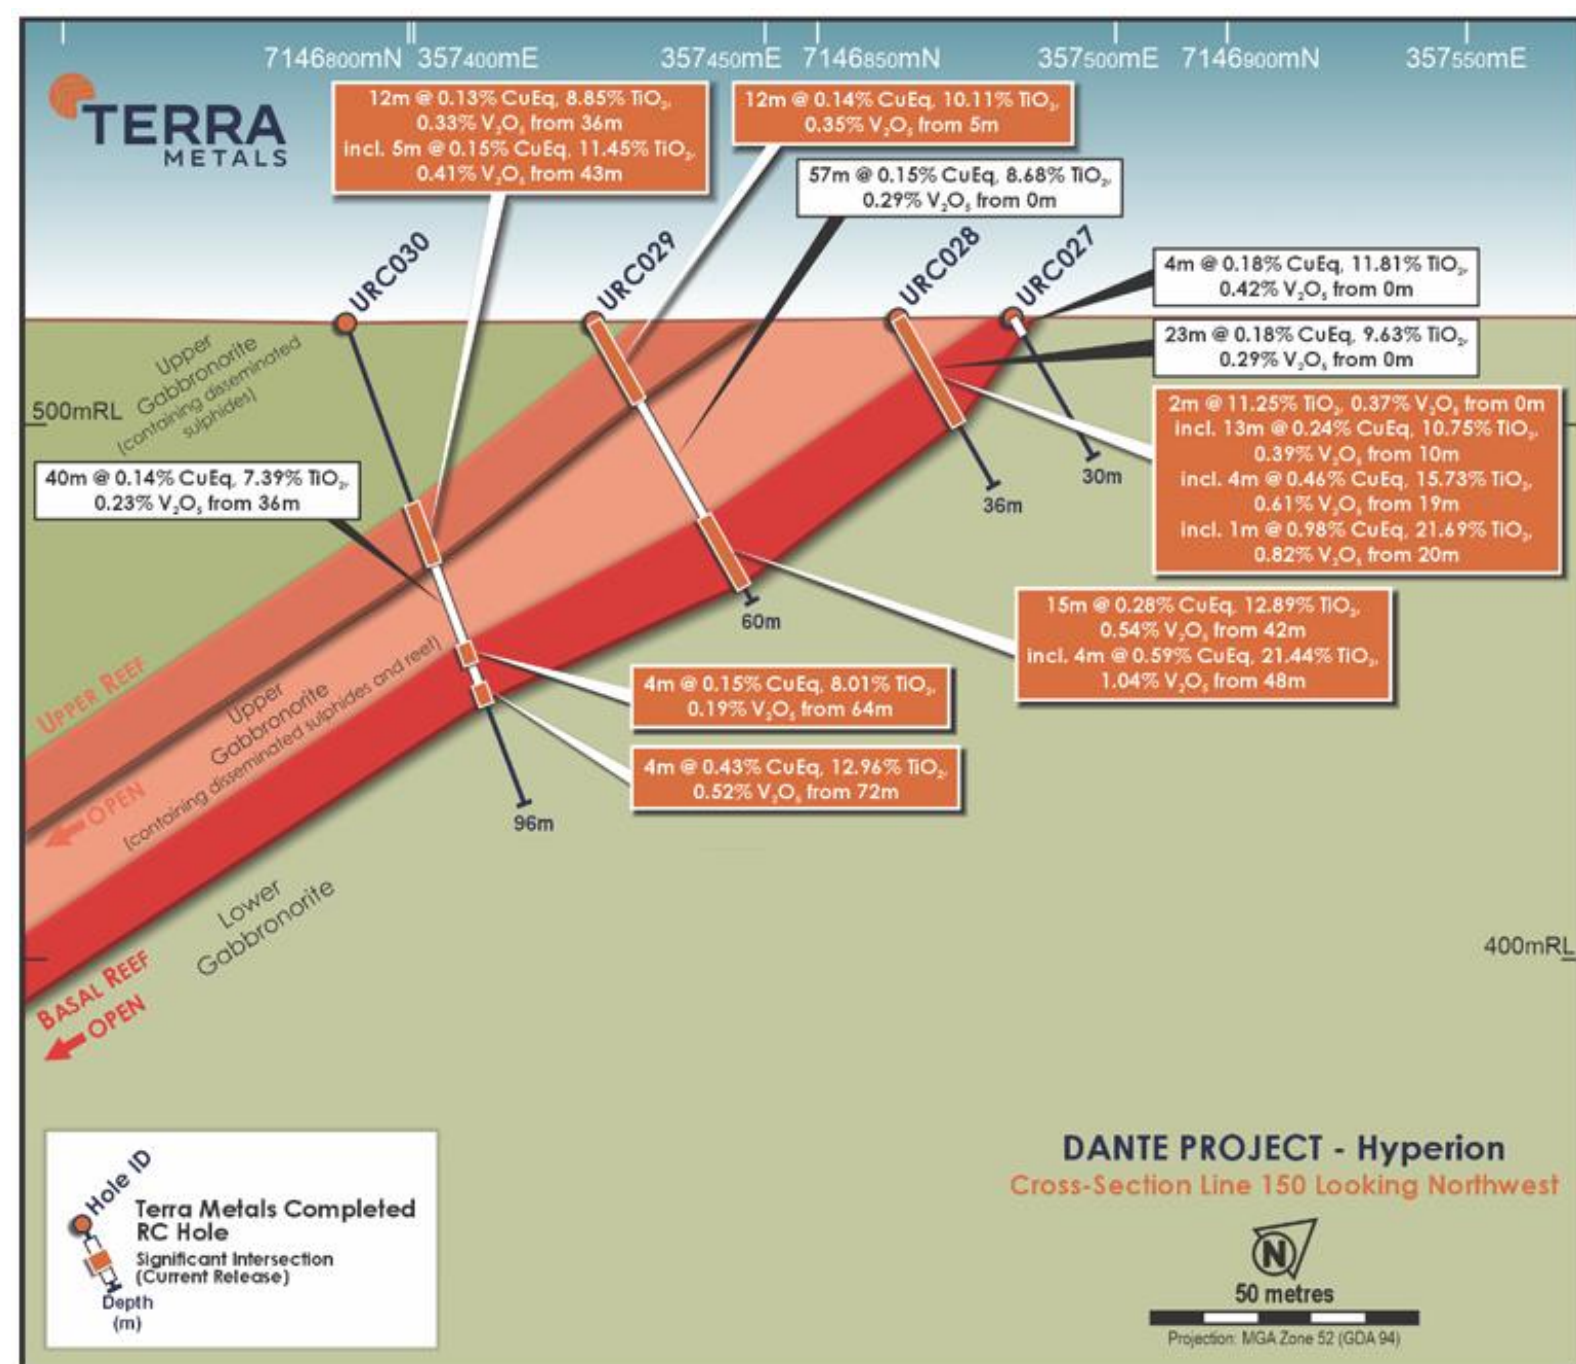 7146800mN 357400mE 357450mE 7146850mN 357500mE 7146900mN 357550mE
TERRA
METALS
12m @ 0.13% CuEq, 8.85% TiO₂,
0.33% V₂O₅ from 36m
incl. 5m @ 0.15% CuEq, 11.45% TiO₂,
0.41% V₂O₅ from 43m
12m @ 0.14% CuEq, 10.11% TiO₂,
0.35% V₂O₅ from 5m
57m @ 0.15% CuEq, 8.68% TiO₂,
0.29% V₂O₅ from 0m
URC030
URC029
URC028
URC027
4m @ 0.18% CuEq, 11.81% TiO₂,
0.42% V₂O₅ from 0m
23m @ 0.18% CuEq, 9.63% TiO₂,
0.29% V₂O₅ from 0m
Upper
Gabbronorite
(containing disseminated
sulphides)
500mRL
2m @ 11.25% TiO₂, 0.37% V₂O₅ from 0m
incl. 13m @ 0.24% CuEq, 10.75% TiO₂,
0.39% V₂O₅ from 10m
incl. 4m @ 0.46% CuEq, 15.73% TiO₂,
0.61% V₂O₅ from 19m
incl. 1m @ 0.98% CuEq, 21.69% TiO₂,
0.82% V₂O₅ from 20m
40m @ 0.14% CuEq, 7.39% TiO₂,
0.23% V₂O₅ from 36m
30m
36m
60m
15m @ 0.28% CuEq, 12.89% TiO₂,
0.54% V₂O₅ from 42m
incl. 4m @ 0.59% CuEq, 21.44% TiO₂,
1.04% V₂O₅ from 48m
4m @ 0.15% CuEq, 8.01% TiO₂,
0.19% V₂O₅ from 64m
4m @ 0.43% CuEq, 12.96% TiO₂,
0.52% V₂O₅ from 72m
96m
UPPER REEF
OPEN
Upper
Gabbronorite
(containing disseminated sulphides and reef)
Lower
Gabbronorite
400mRL
BASAL REEF
OPEN
Hole ID
Terra Metals Completed
RC Hole
Significant Intersection
(Current Release)
Depth
(m)
DANTE PROJECT - Hyperion
Cross-Section Line 150 Looking Northwest
N
50 metres
Projection: MGA Zone 52 (GDA 94)